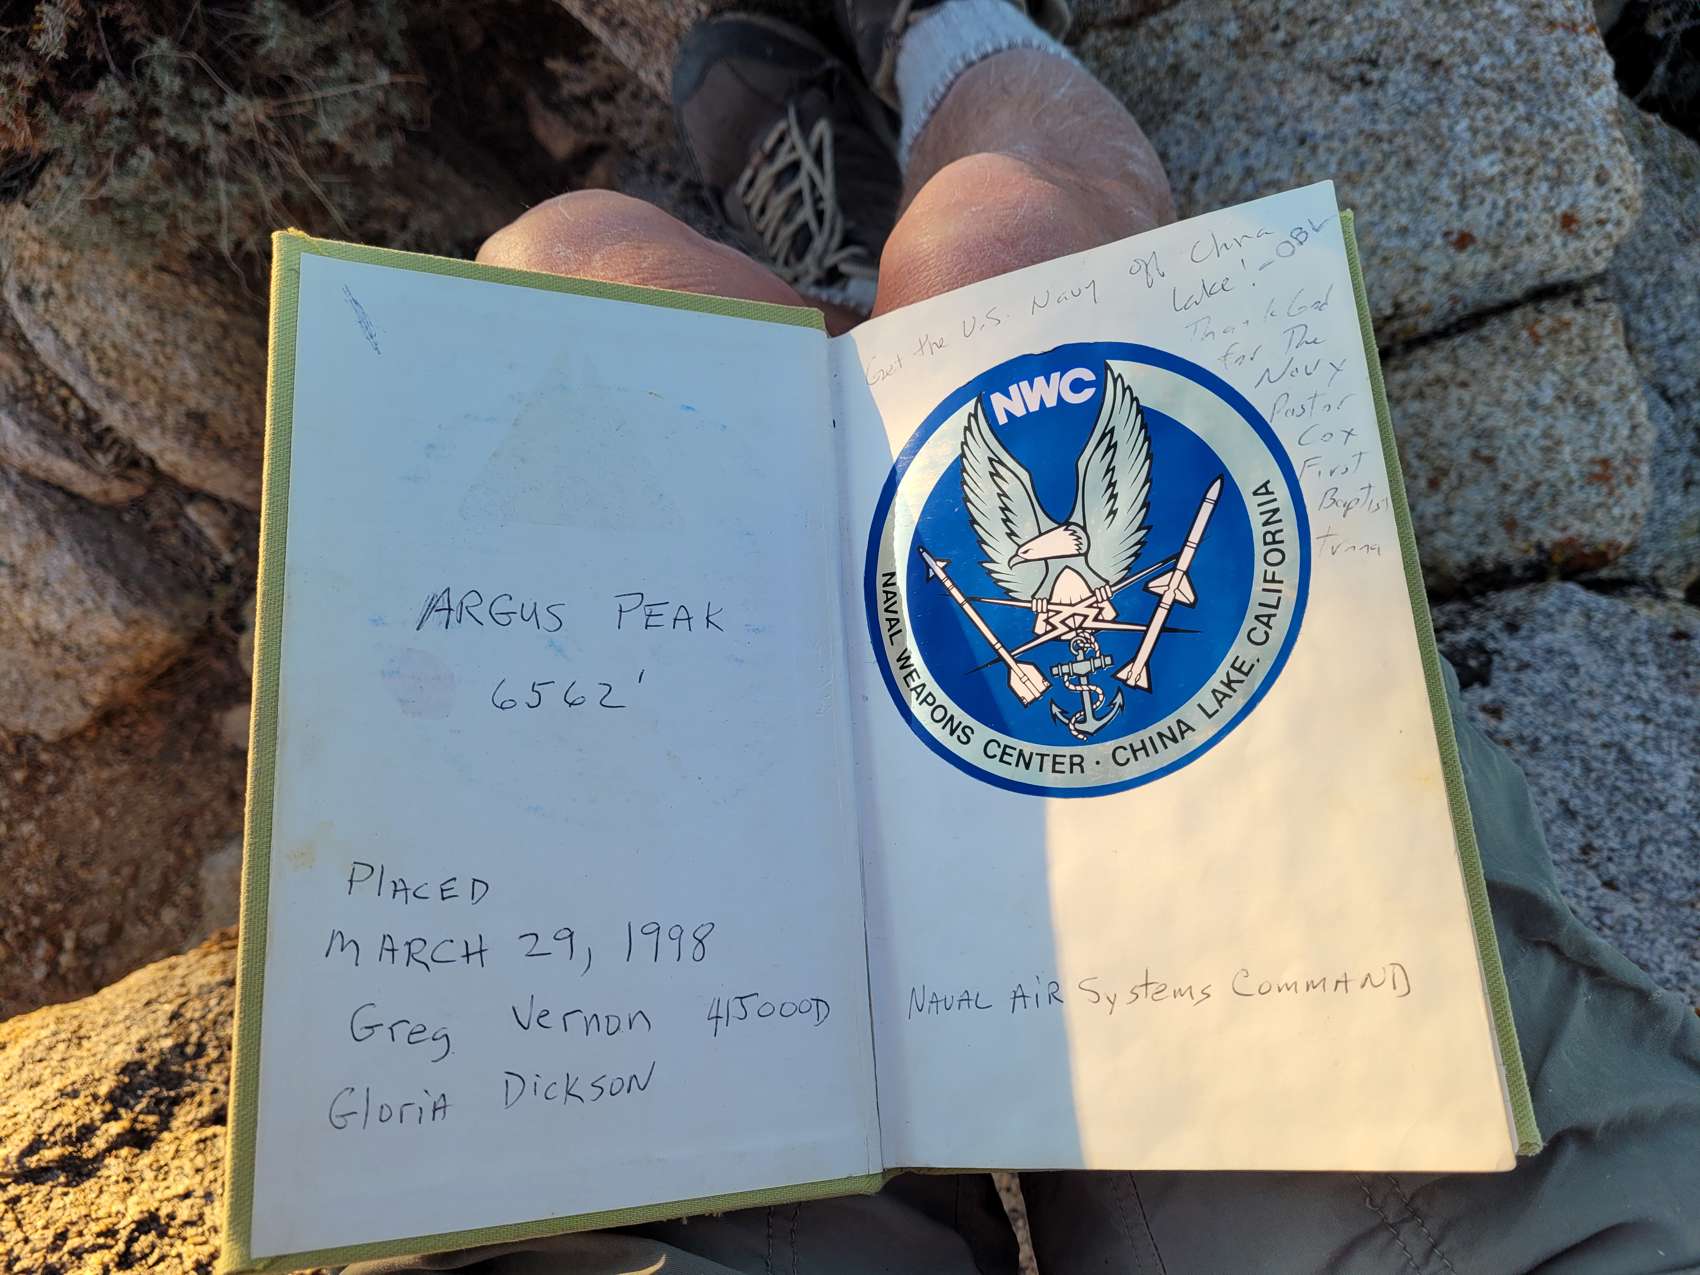 ARGUS PEAK
6562'
PLACED
MARCH 29, 1998
Greg Vernon 415000D
Gloria Dickson
Get the U.S. Navy off China
Lake! -OBL
Thank God
for The
Navy
Pastor
Cox
First
Baptist
NWC
NAVAL WEAPONS CENTER · CHINA LAKE, CALIFORNIA
NAVAL AIR SYSTEMS COMMAND